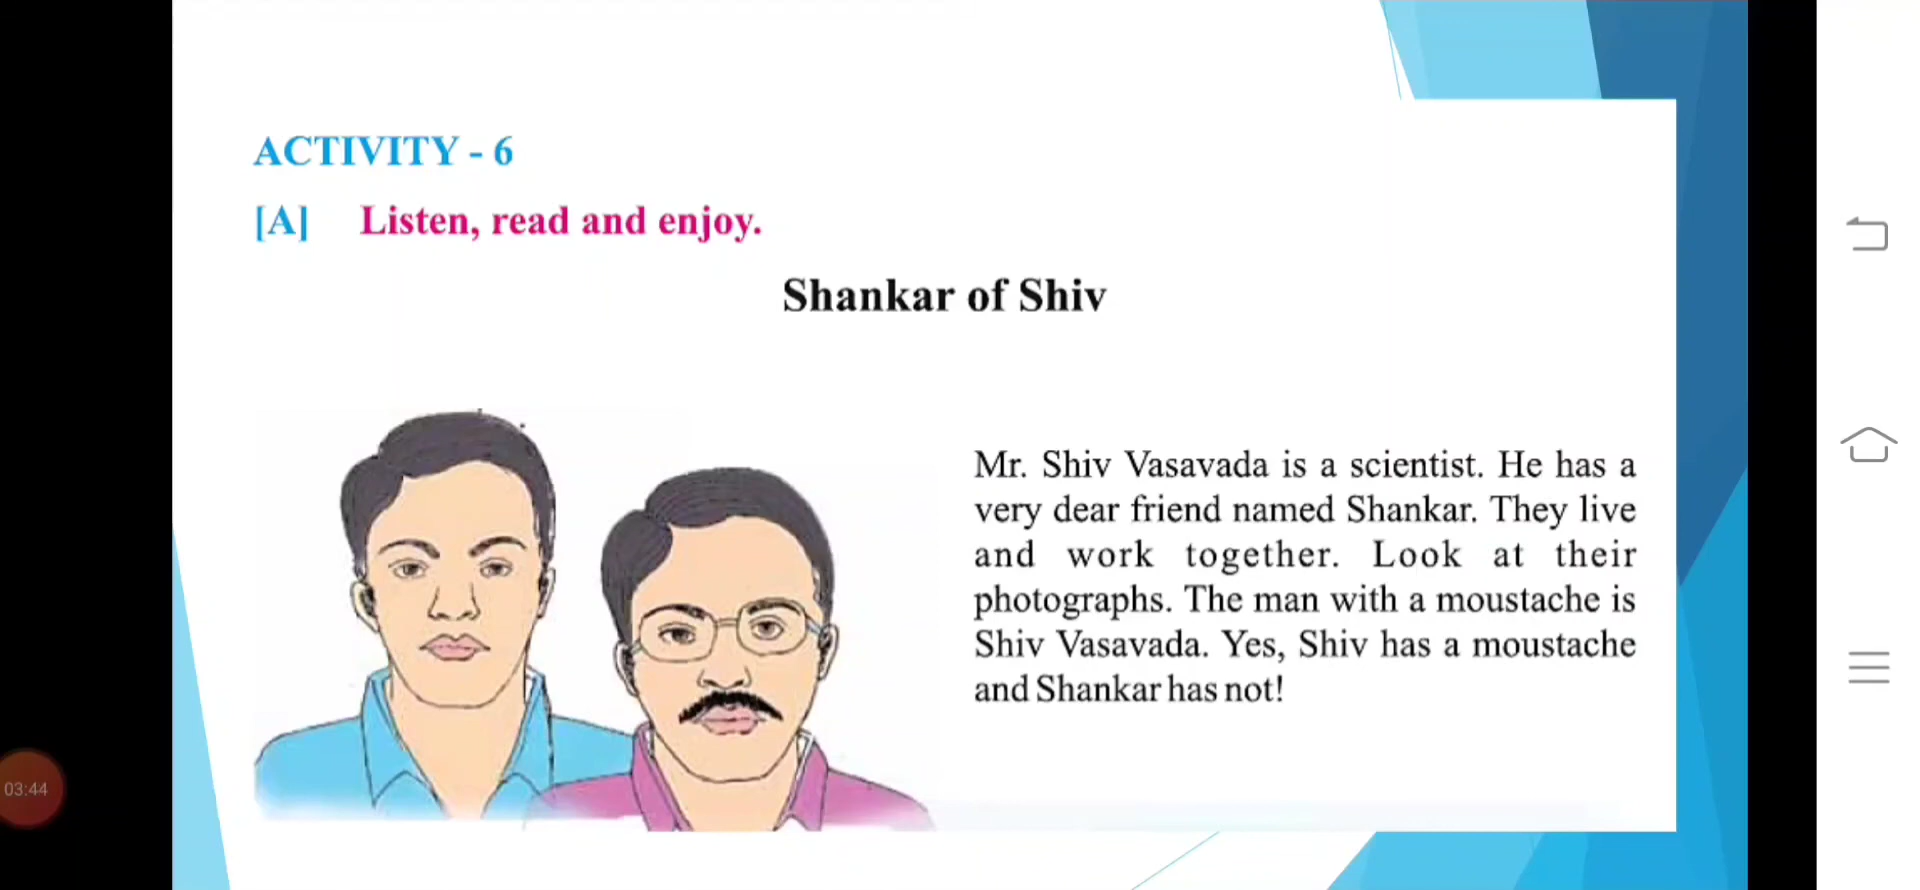 ACTIVITY - 6
[A] Listen, read and enjoy.
Shankar of Shiv
Mr. Shiv Vasavada is a scientist. He has a
very dear friend named Shankar. They live
and work together. Look at their
photographs. The man with a moustache is
Shiv Vasavada. Yes, Shiv has a moustache
and Shankar has not!
03:44